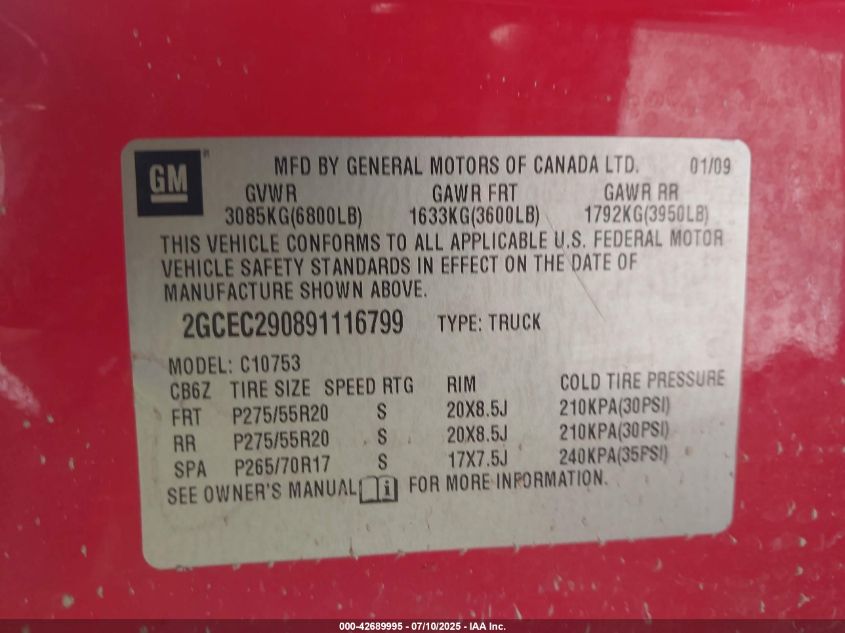 GM
MFD BY GENERAL MOTORS OF CANADA LTD. 01/09
GVWR GAWR FRT GAWR RR
3085KG(6800LB) 1633KG(3600LB) 1792KG(3950LB)
THIS VEHICLE CONFORMS TO ALL APPLICABLE U.S. FEDERAL MOTOR
VEHICLE SAFETY STANDARDS IN EFFECT ON THE DATE OF
MANUFACTURE SHOWN ABOVE.
2GCEC290891116799 TYPE: TRUCK
MODEL: C10753
CB6Z TIRE SIZE SPEED RTG RIM COLD TIRE PRESSURE
FRT P275/55R20 S 20X8.5J 210KPA(30PSI)
RR P275/55R20 S 20X8.5J 210KPA(30PSI)
SPA P265/70R17 S 17X7.5J 240KPA(35PSI)
SEE OWNER'S MANUAL i FOR MORE INFORMATION.
000-42689995 - 07/10/2025 - IAA Inc.